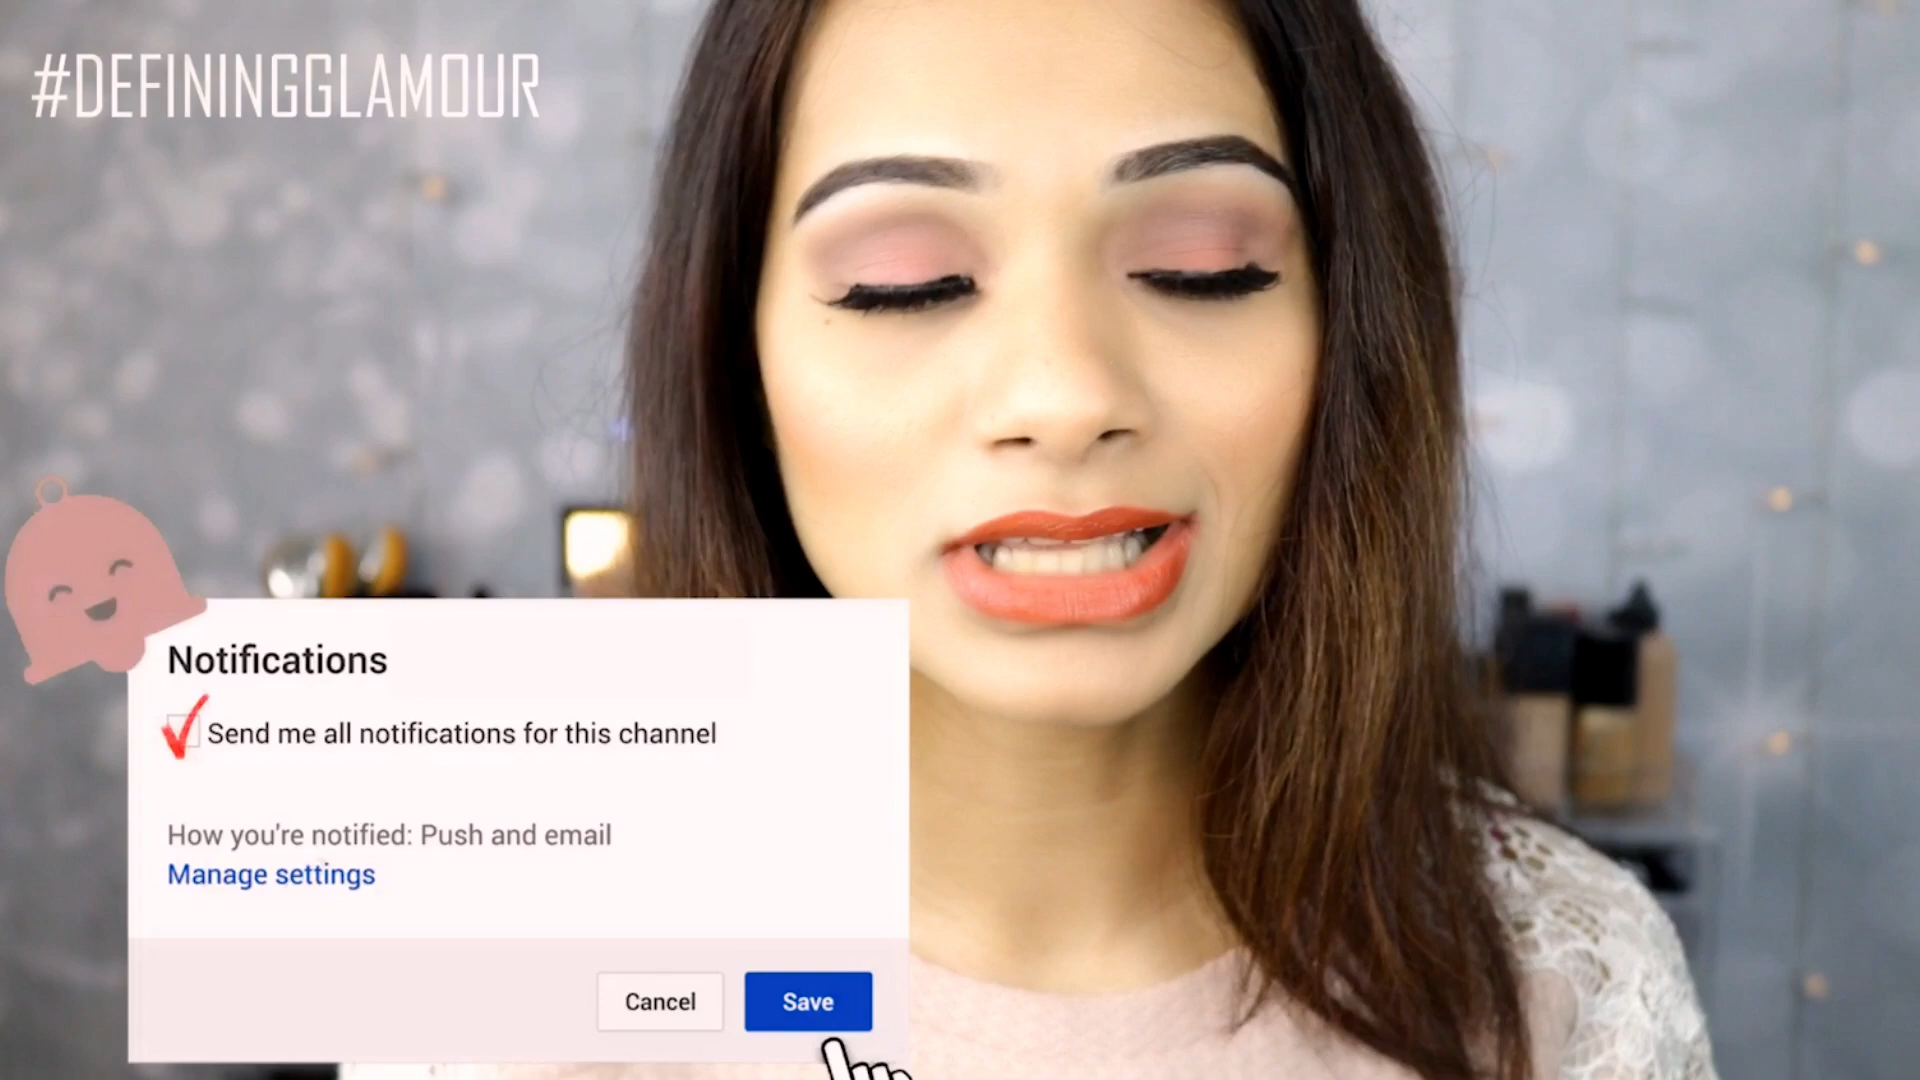 #DEFININGGLAMOUR
Notifications
Send me all notifications for this channel
How you're notified: Push and email
Manage settings
Cancel
Save